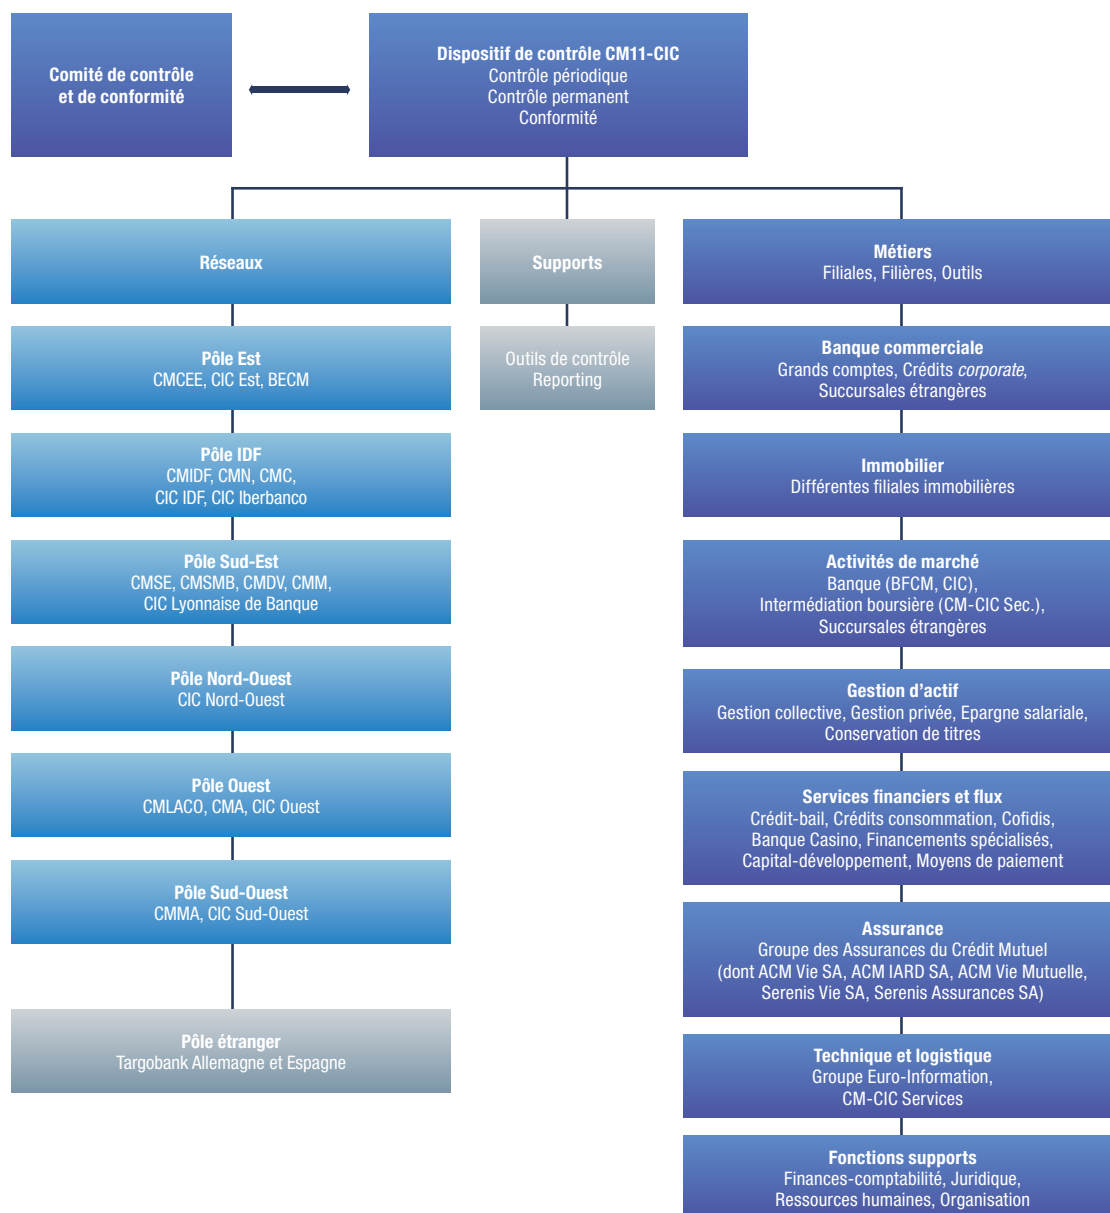 Comité de contrôle
et de conformité
Dispositif de contrôle CM11-CIC
Contrôle périodique
Contrôle permanent
Conformité
Réseaux
Pôle Est
CMCEE, CIC Est, BECM
Pôle IDF
CMIDF, CMN, CMC,
CIC IDF, CIC Iberbanco
Pôle Sud-Est
CMSE, CMSMB, CMDV, CMM,
CIC Lyonnaise de Banque
Pôle Nord-Ouest
CIC Nord-Ouest
Pôle Ouest
CMLACO, CMA, CIC Ouest
Pôle Sud-Ouest
CMMA, CIC Sud-Ouest
Pôle étranger
Targobank Allemagne et Espagne
Supports
Outils de contrôle
Reporting
Métiers
Filiales, Filières, Outils
Banque commerciale
Grands comptes, Crédits corporate,
Succursales étrangères
Immobilier
Différentes filiales immobilières
Activités de marché
Banque (BFCM, CIC),
Intermédiation boursière (CM-CIC Sec.),
Succursales étrangères
Gestion d'actif
Gestion collective, Gestion privée, Epargne salariale,
Conservation de titres
Services financiers et flux
Crédit-bail, Crédits consommation, Cofidis,
Banque Casino, Financements spécialisés,
Capital-développement, Moyens de paiement
Assurance
Groupe des Assurances du Crédit Mutuel
(dont ACM Vie SA, ACM IARD SA, ACM Vie Mutuelle,
Serenis Vie SA, Serenis Assurances SA)
Technique et logistique
Groupe Euro-Information,
CM-CIC Services
Fonctions supports
Finances-comptabilité, Juridique,
Ressources humaines, Organisation